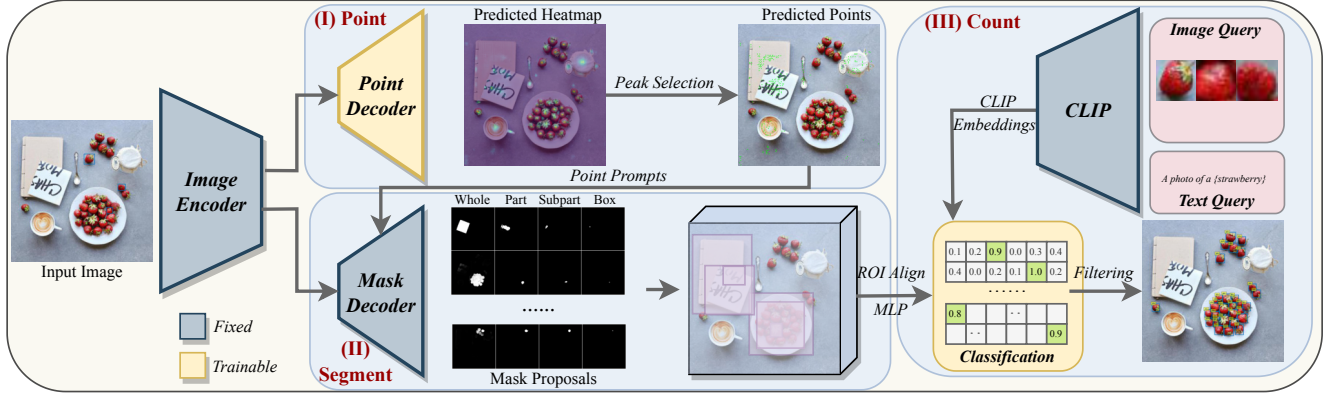 (I) Point
Predicted Heatmap
Predicted Points
(III) Count
Image Query
Point
Decoder
Peak Selection
CLIP
Embeddings
CLIP
Image
Encoder
Input Image
Point Prompts
A photo of a {strawberry}
Text Query
Whole Part Subpart Box
Mask
Decoder
......
Mask Proposals
(II)
Segment
ROI Align
MLP
0.1 0.2 0.9 0.0 0.3 0.4
0.4 0.0 0.2 0.1 1.0 0.2
......
0.8 ..
.. 0.9
Classification
Filtering
Fixed
Trainable